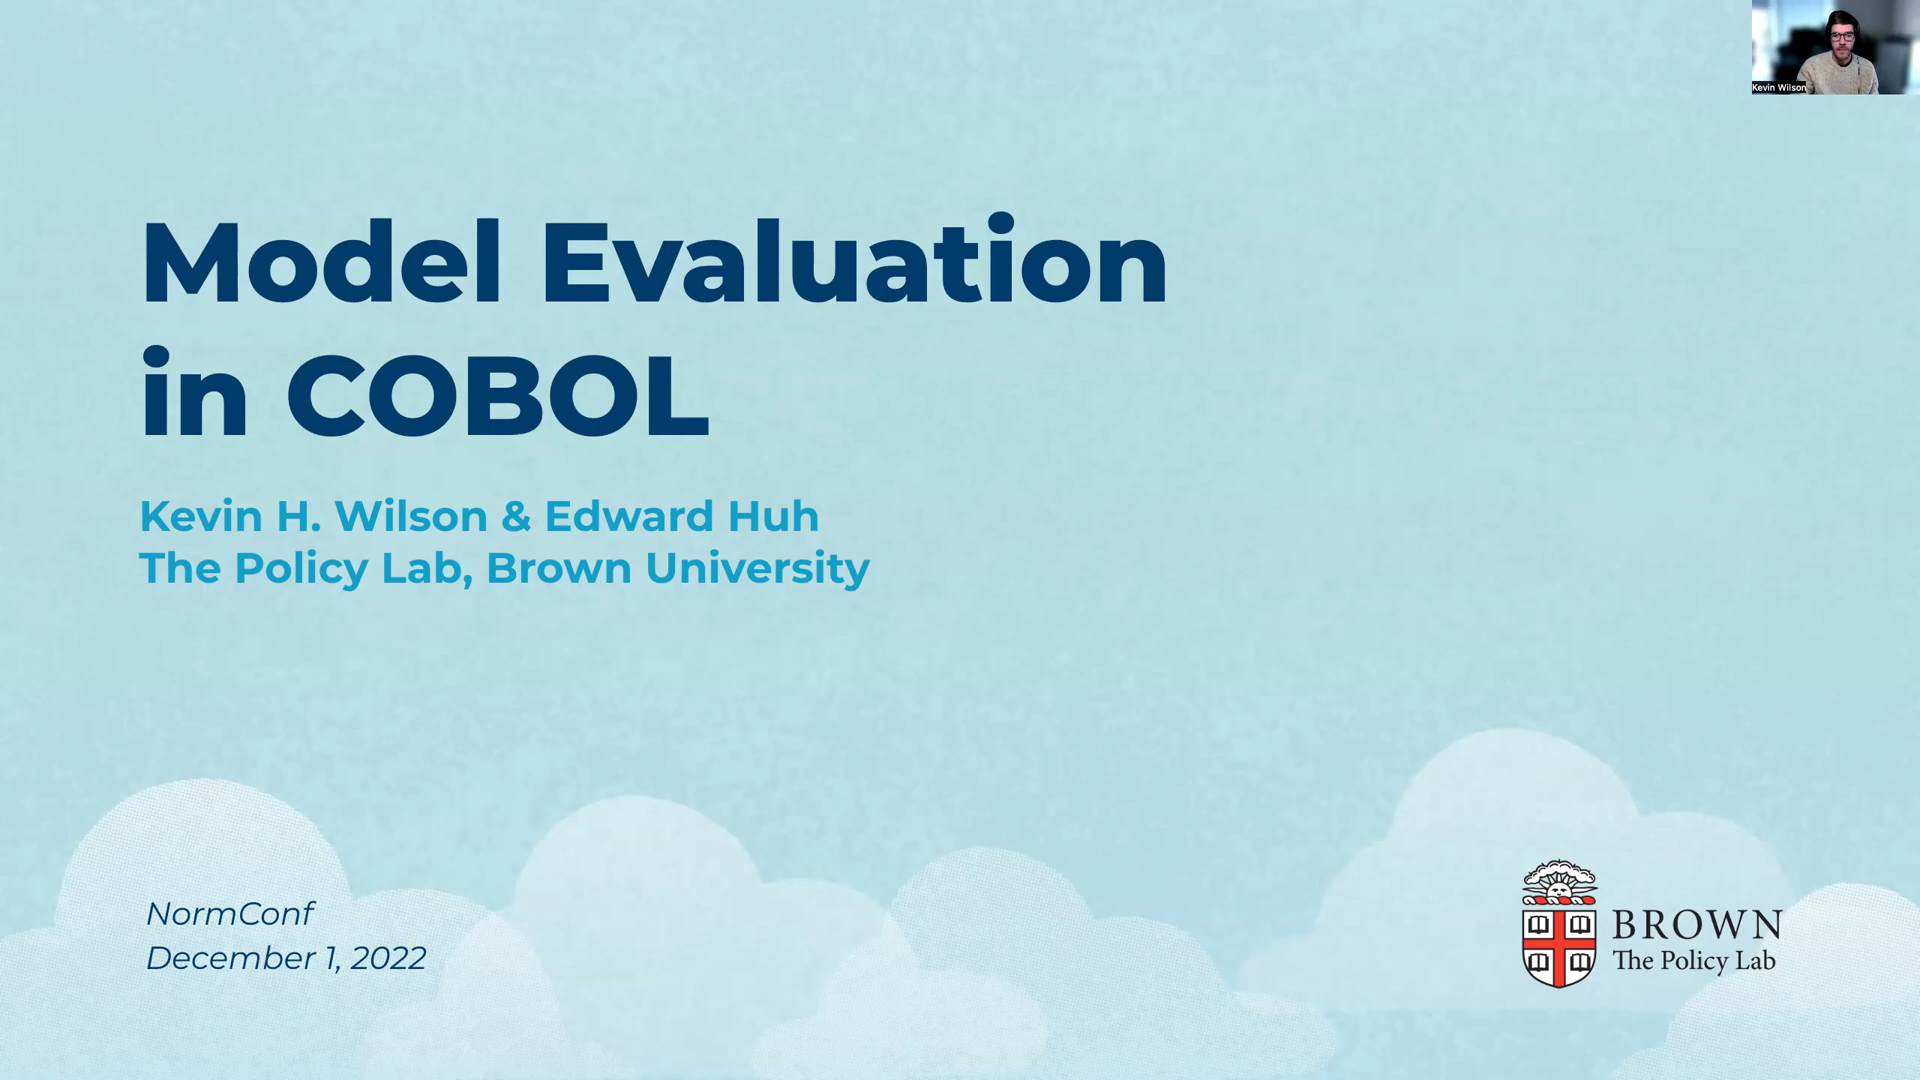 Kevin Wilson
Model Evaluation
in COBOL
Kevin H. Wilson & Edward Huh
The Policy Lab, Brown University
NormConf
December 1, 2022
BROWN
The Policy Lab